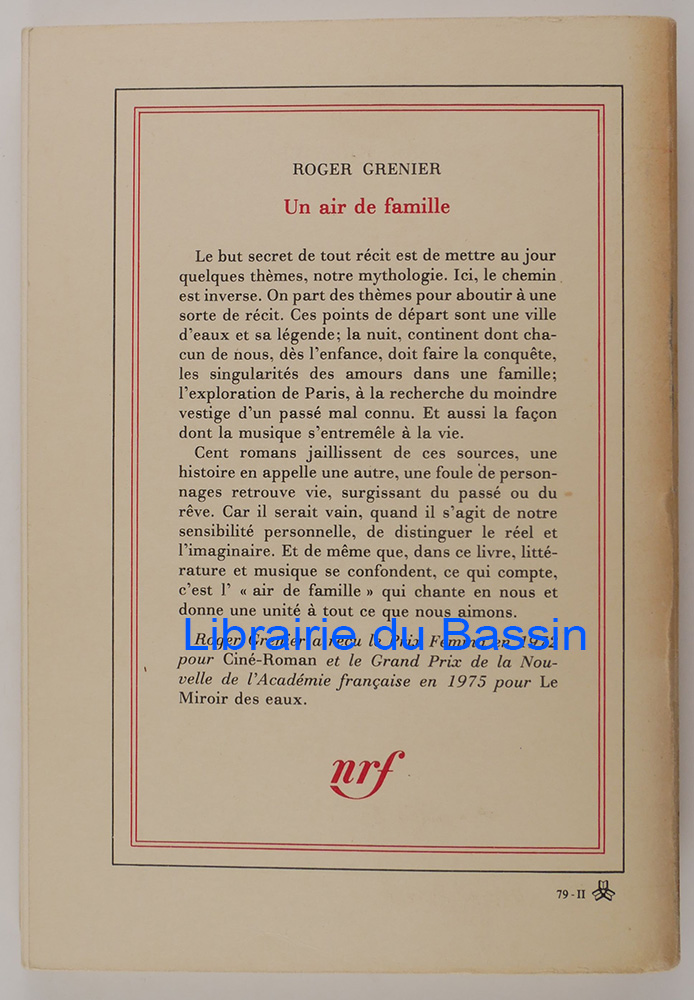 ROGER GRENIER
Un air de famille
Le but secret de tout récit est de mettre au jour
quelques thèmes, notre mythologie. Ici, le chemin
est inverse. On part des thèmes pour aboutir à une
sorte de récit. Ces points de départ sont une ville
d'eaux et sa légende; la nuit, continent dont cha-
cun de nous, dès l'enfance, doit faire la conquête,
les singularités des amours dans une famille;
l'exploration de Paris, à la recherche du moindre
vestige d'un passé mal connu. Et aussi la façon
dont la musique s'entremêle à la vie.
Cent romans jaillissent de ces sources, une
histoire en appelle une autre, une foule de person-
nages retrouve vie, surgissant du passé ou du
rêve. Car il serait vain, quand il s'agit de notre
sensibilité personnelle, de distinguer le réel et
l'imaginaire. Et de même que, dans ce livre, litté-
rature et musique se confondent, ce qui compte,
c'est l' « air de famille » qui chante en nous et
donne une unité à tout ce que nous aimons.
Librairie du Bassin
Roger Grenier a reçu le Prix Femina en 1972
pour Ciné-Roman et le Grand Prix de la Nou-
velle de l'Académie française en 1975 pour Le
Miroir des eaux.
nrf
79-II